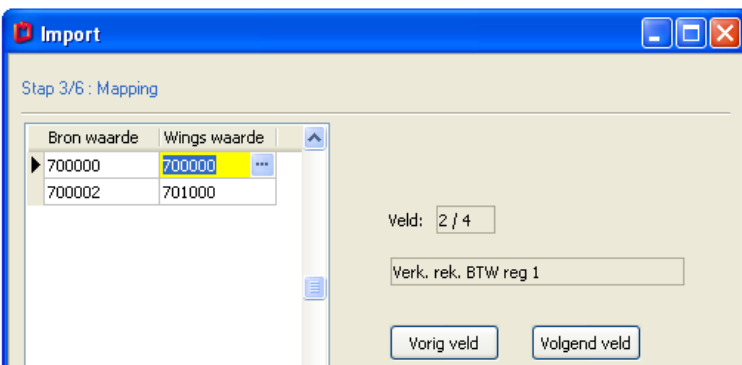 Import
Stap 3/6 : Mapping
Bron waarde Wings waarde
700000 700000 ...
700002 701000
Veld: 2 / 4
Verk. rek. BTW reg 1
Vorig veld Volgend veld